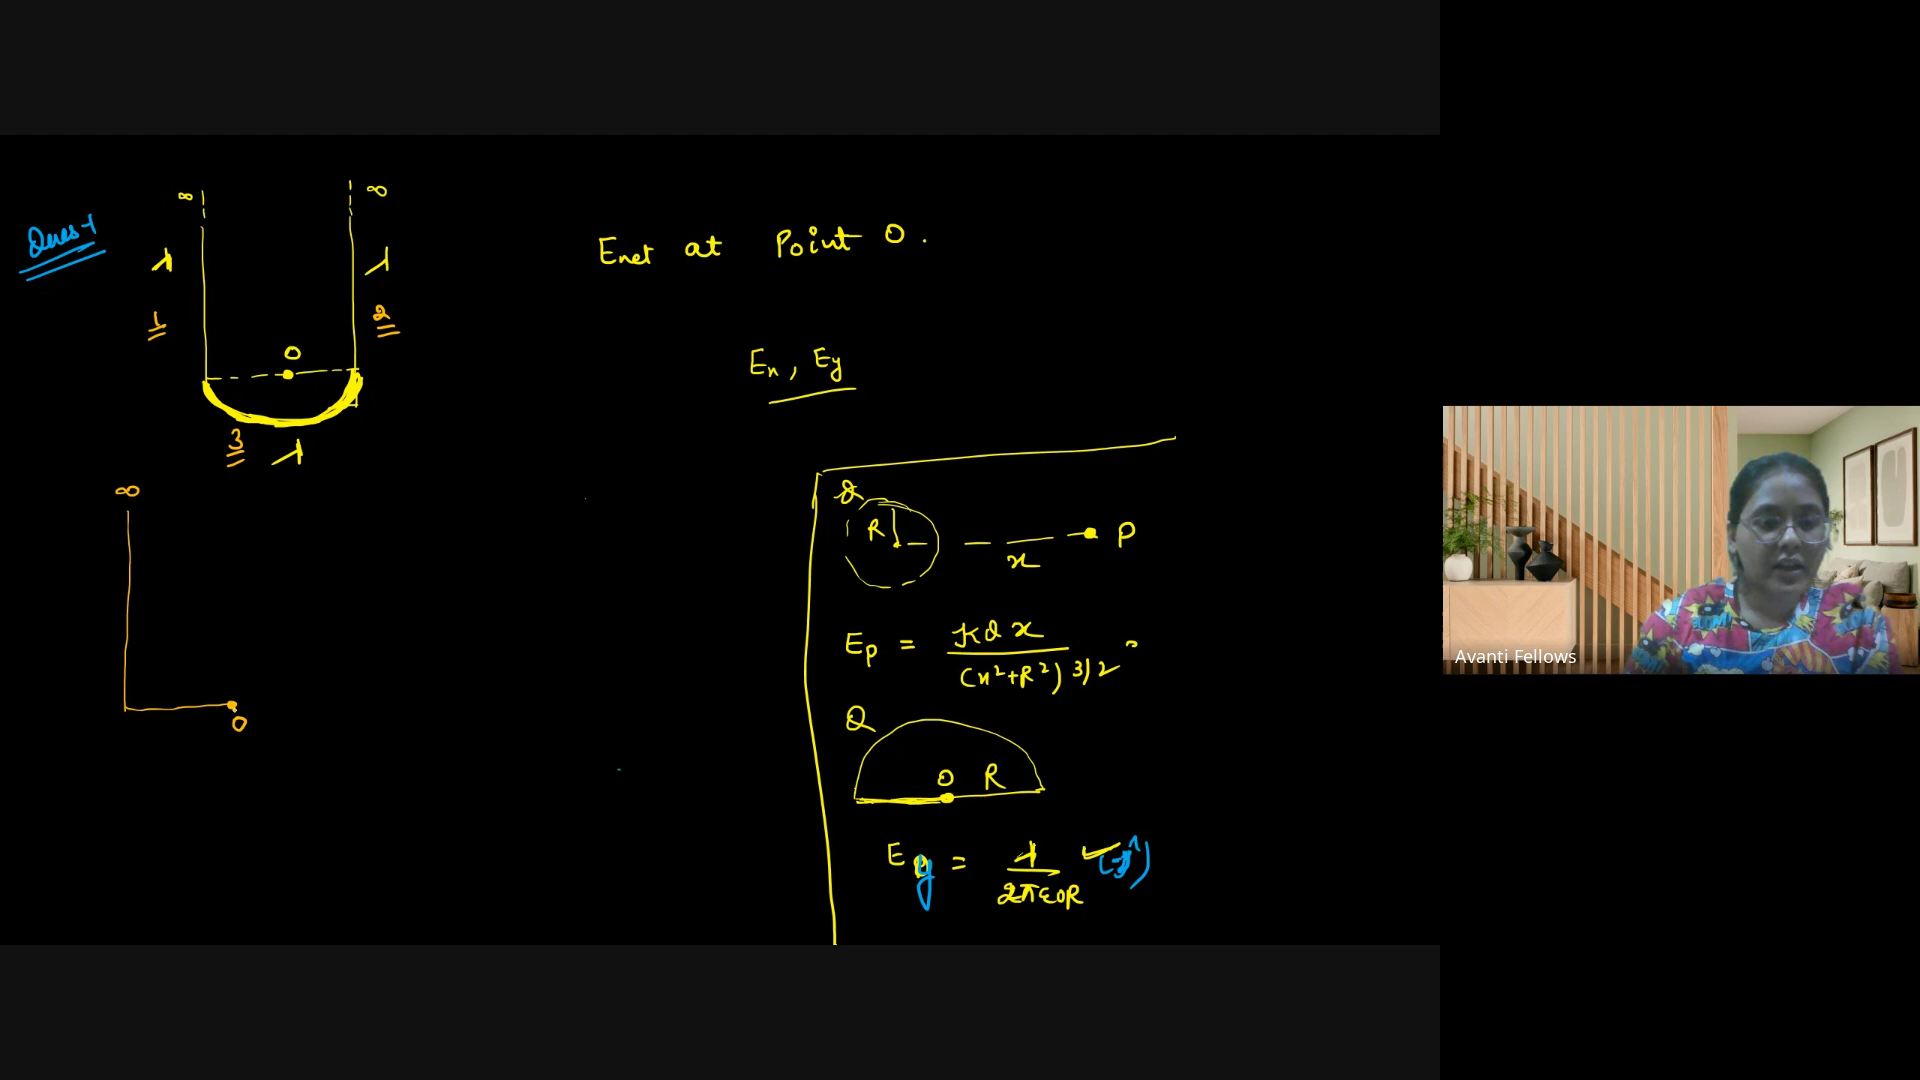 Ques-1
∞ ∞
λ λ
1 2
O
3 λ
Enet at Point O.
Ex, Ey
∞
O
Q
R
x
P
Ep = KQx / (x²+R²)3/2
Q
O R
Ey = λ / 2πε0R (-ĵ)
Avanti Fellows